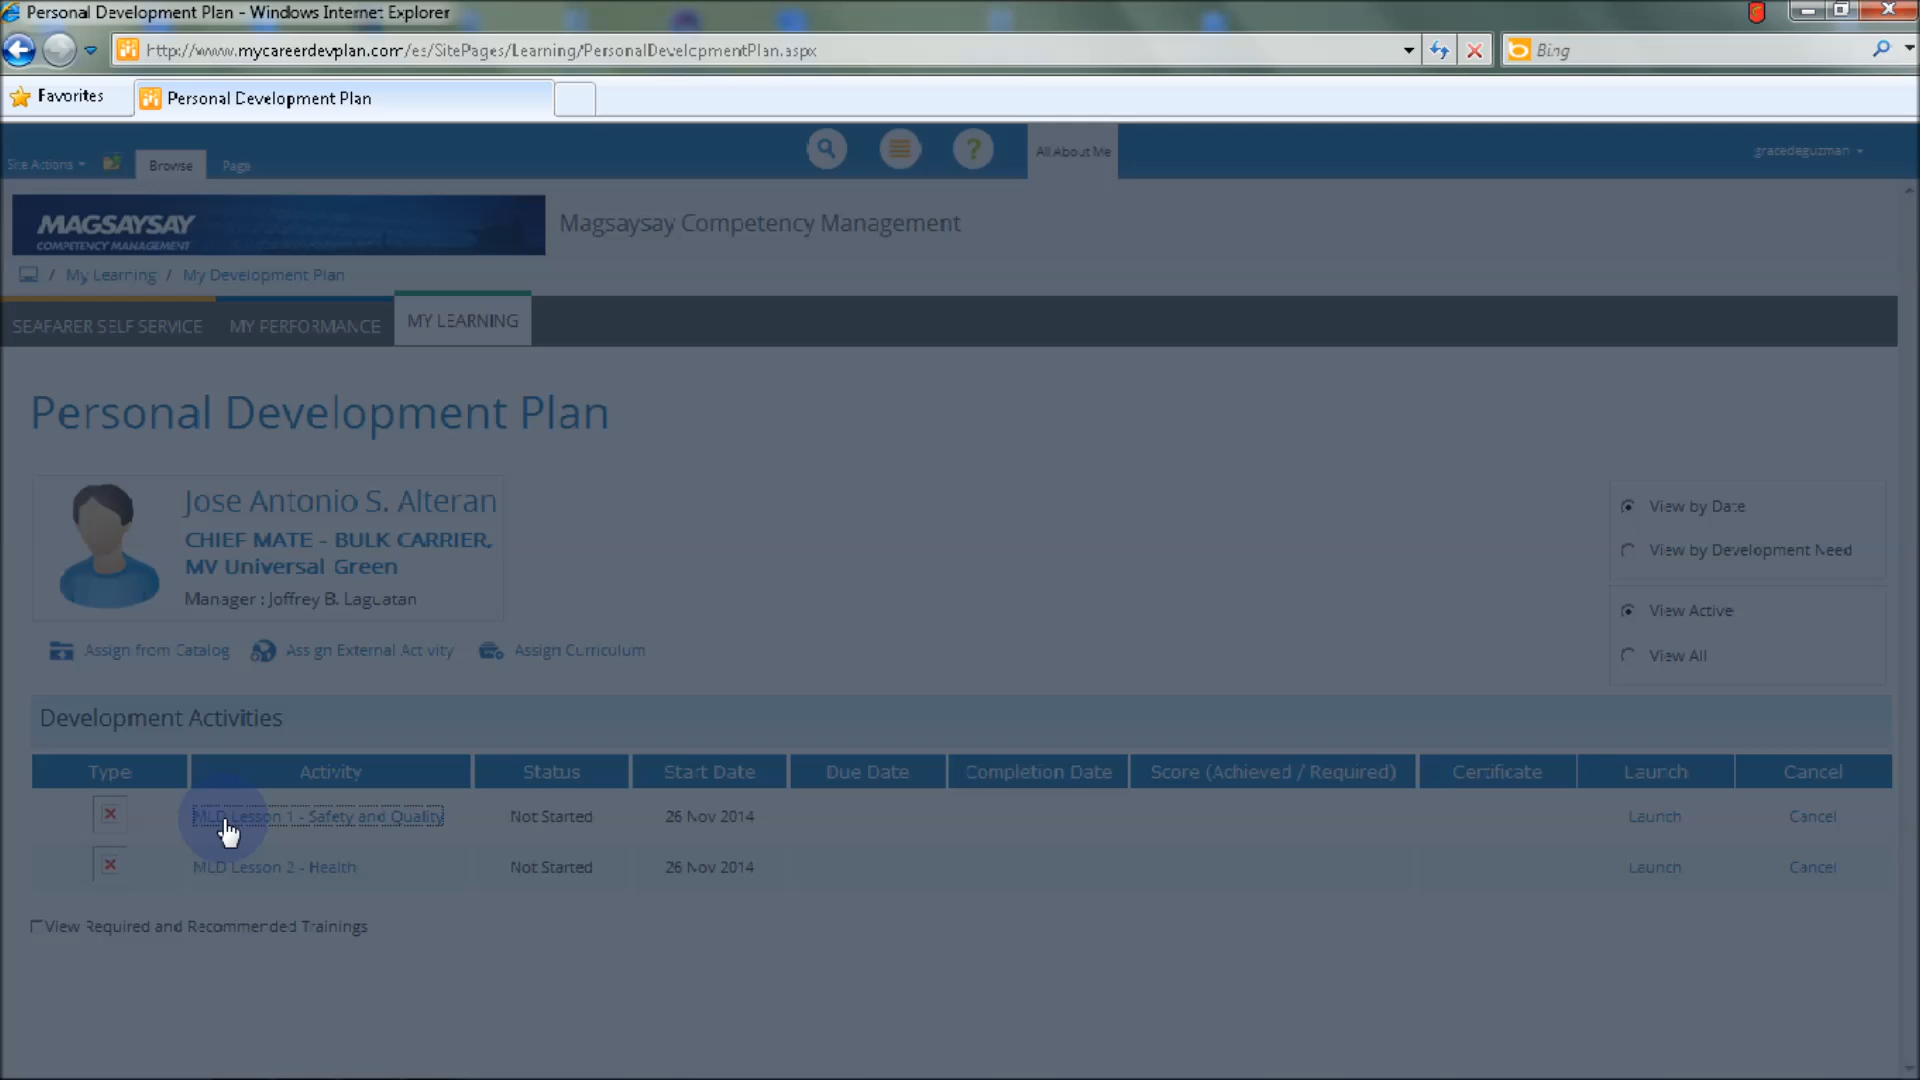 Personal Development Plan - Windows Internet Explorer
http://www.mycareerdevplan.com/es/SitePages/Learning/PersonalDevelopmentPlan.aspx
Bing
Favorites
Personal Development Plan
Site Actions
Browse
Page
?
All About Me
gracedeguzman
MAGSAYSAY
COMPETENCY MANAGEMENT
Magsaysay Competency Management
/ My Learning / My Development Plan
SEAFARER SELF SERVICE
MY PERFORMANCE
MY LEARNING
Personal Development Plan
Jose Antonio S. Alteran
CHIEF MATE - BULK CARRIER,
MV Universal Green
Manager : Joffrey B. Laguatan
View by Date
View by Development Need
View Active
View All
Assign from Catalog
Assign External Activity
Assign Curriculum
Development Activities
Type Activity Status Start Date Due Date Completion Date Score (Achieved / Required) Certificate Launch Cancel
MLD Lesson 1 - Safety and Quality Not Started 26 Nov 2014 Launch Cancel
MLD Lesson 2 - Health Not Started 26 Nov 2014 Launch Cancel
View Required and Recommended Trainings